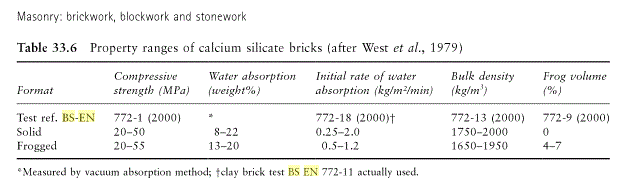 Masonry: brickwork, blockwork and stonework
Table 33.6 Property ranges of calcium silicate bricks (after West et al., 1979)
Format Compressive strength (MPa) Water absorption (weight%) Initial rate of water absorption (kg/m²/min) Bulk density (kg/m³) Frog volume (%)
Test ref. BS-EN 772-1 (2000) * 772-18 (2000)† 772-13 (2000) 772-9 (2000)
Solid 20–50 8–22 0.25–2.0 1750–2000 0
Frogged 20–55 13–20 0.5–1.2 1650–1950 4–7
*Measured by vacuum absorption method; †clay brick test BS EN 772-11 actually used.